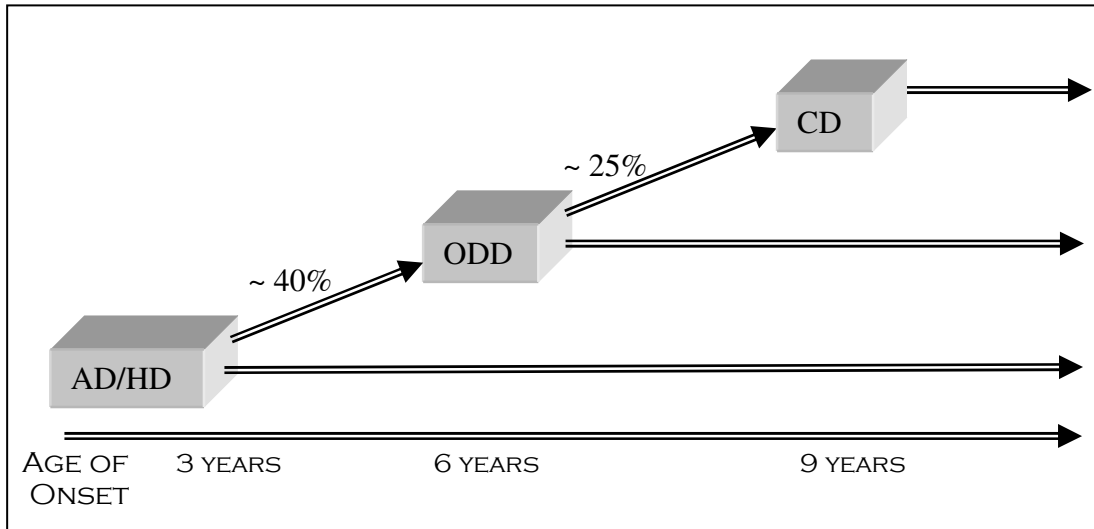 CD
~ 25%
ODD
~ 40%
AD/HD
AGE OF ONSET
3 YEARS
6 YEARS
9 YEARS